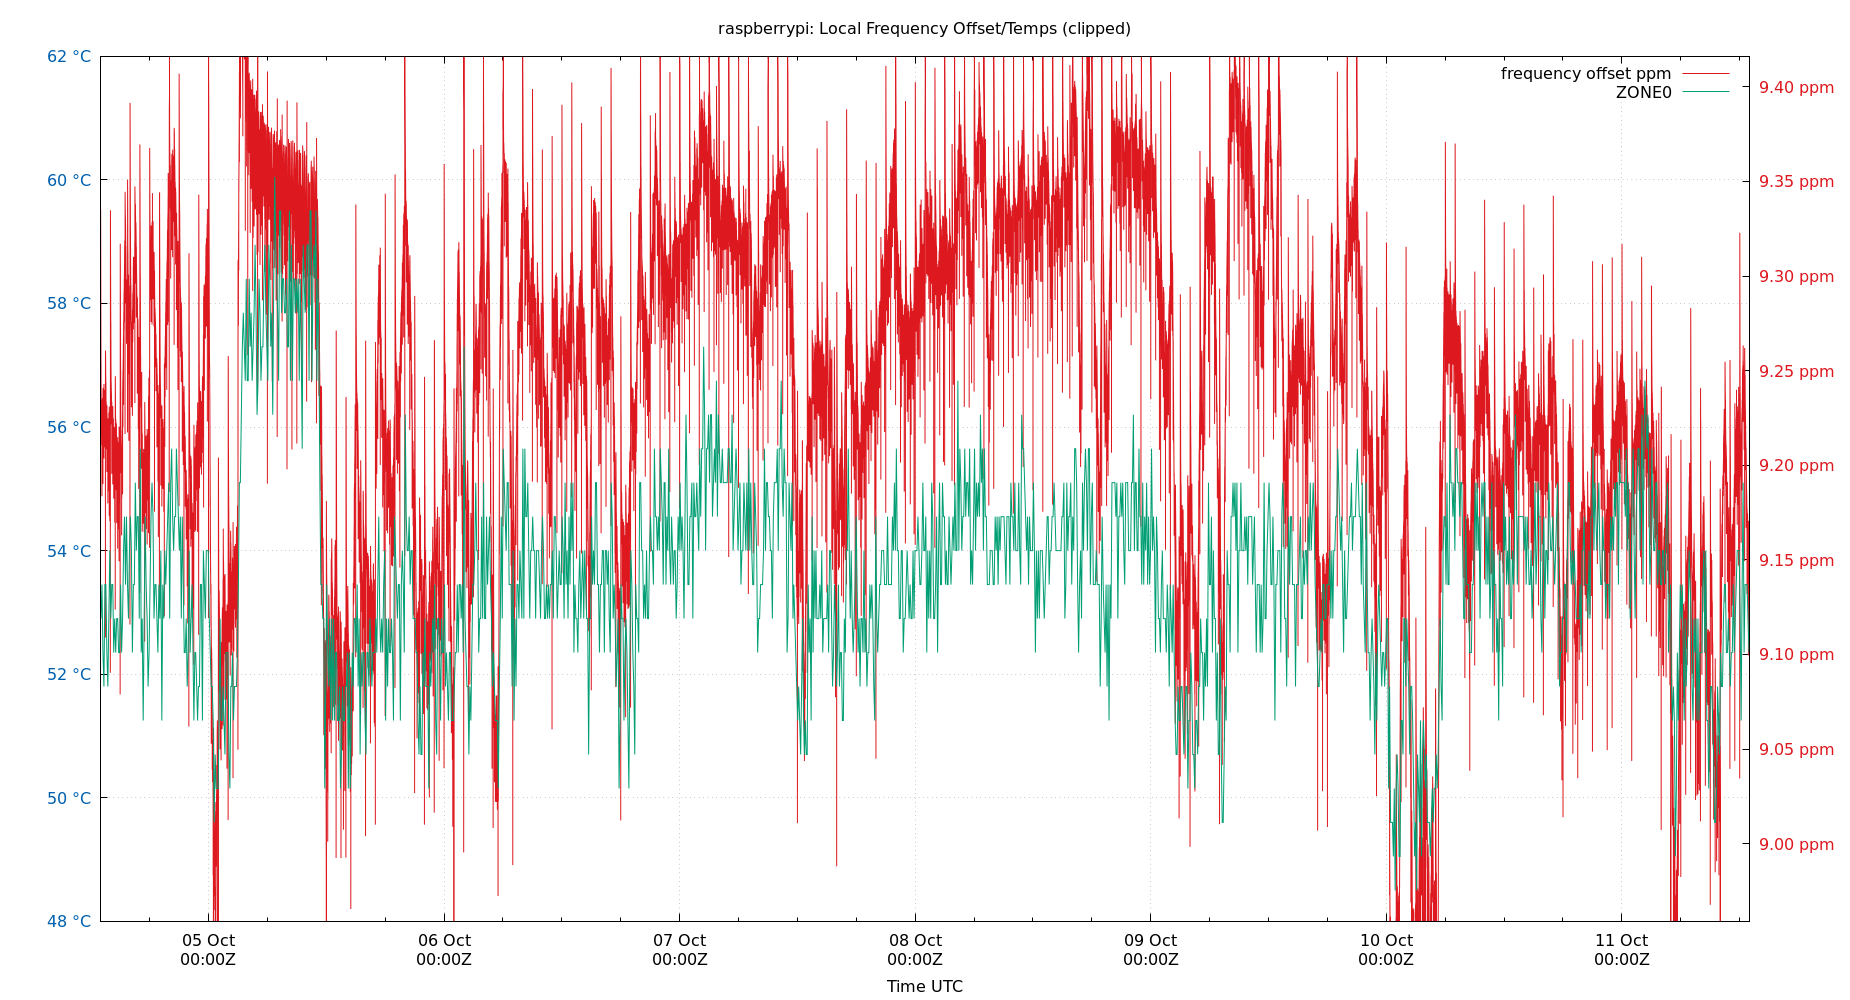 raspberrypi: Local Frequency Offset/Temps (clipped)
frequency offset ppm
ZONE0
62 °C
60 °C
58 °C
56 °C
54 °C
52 °C
50 °C
48 °C
9.40 ppm
9.35 ppm
9.30 ppm
9.25 ppm
9.20 ppm
9.15 ppm
9.10 ppm
9.05 ppm
9.00 ppm
05 Oct
00:00Z
06 Oct
00:00Z
07 Oct
00:00Z
08 Oct
00:00Z
09 Oct
00:00Z
10 Oct
00:00Z
11 Oct
00:00Z
Time UTC